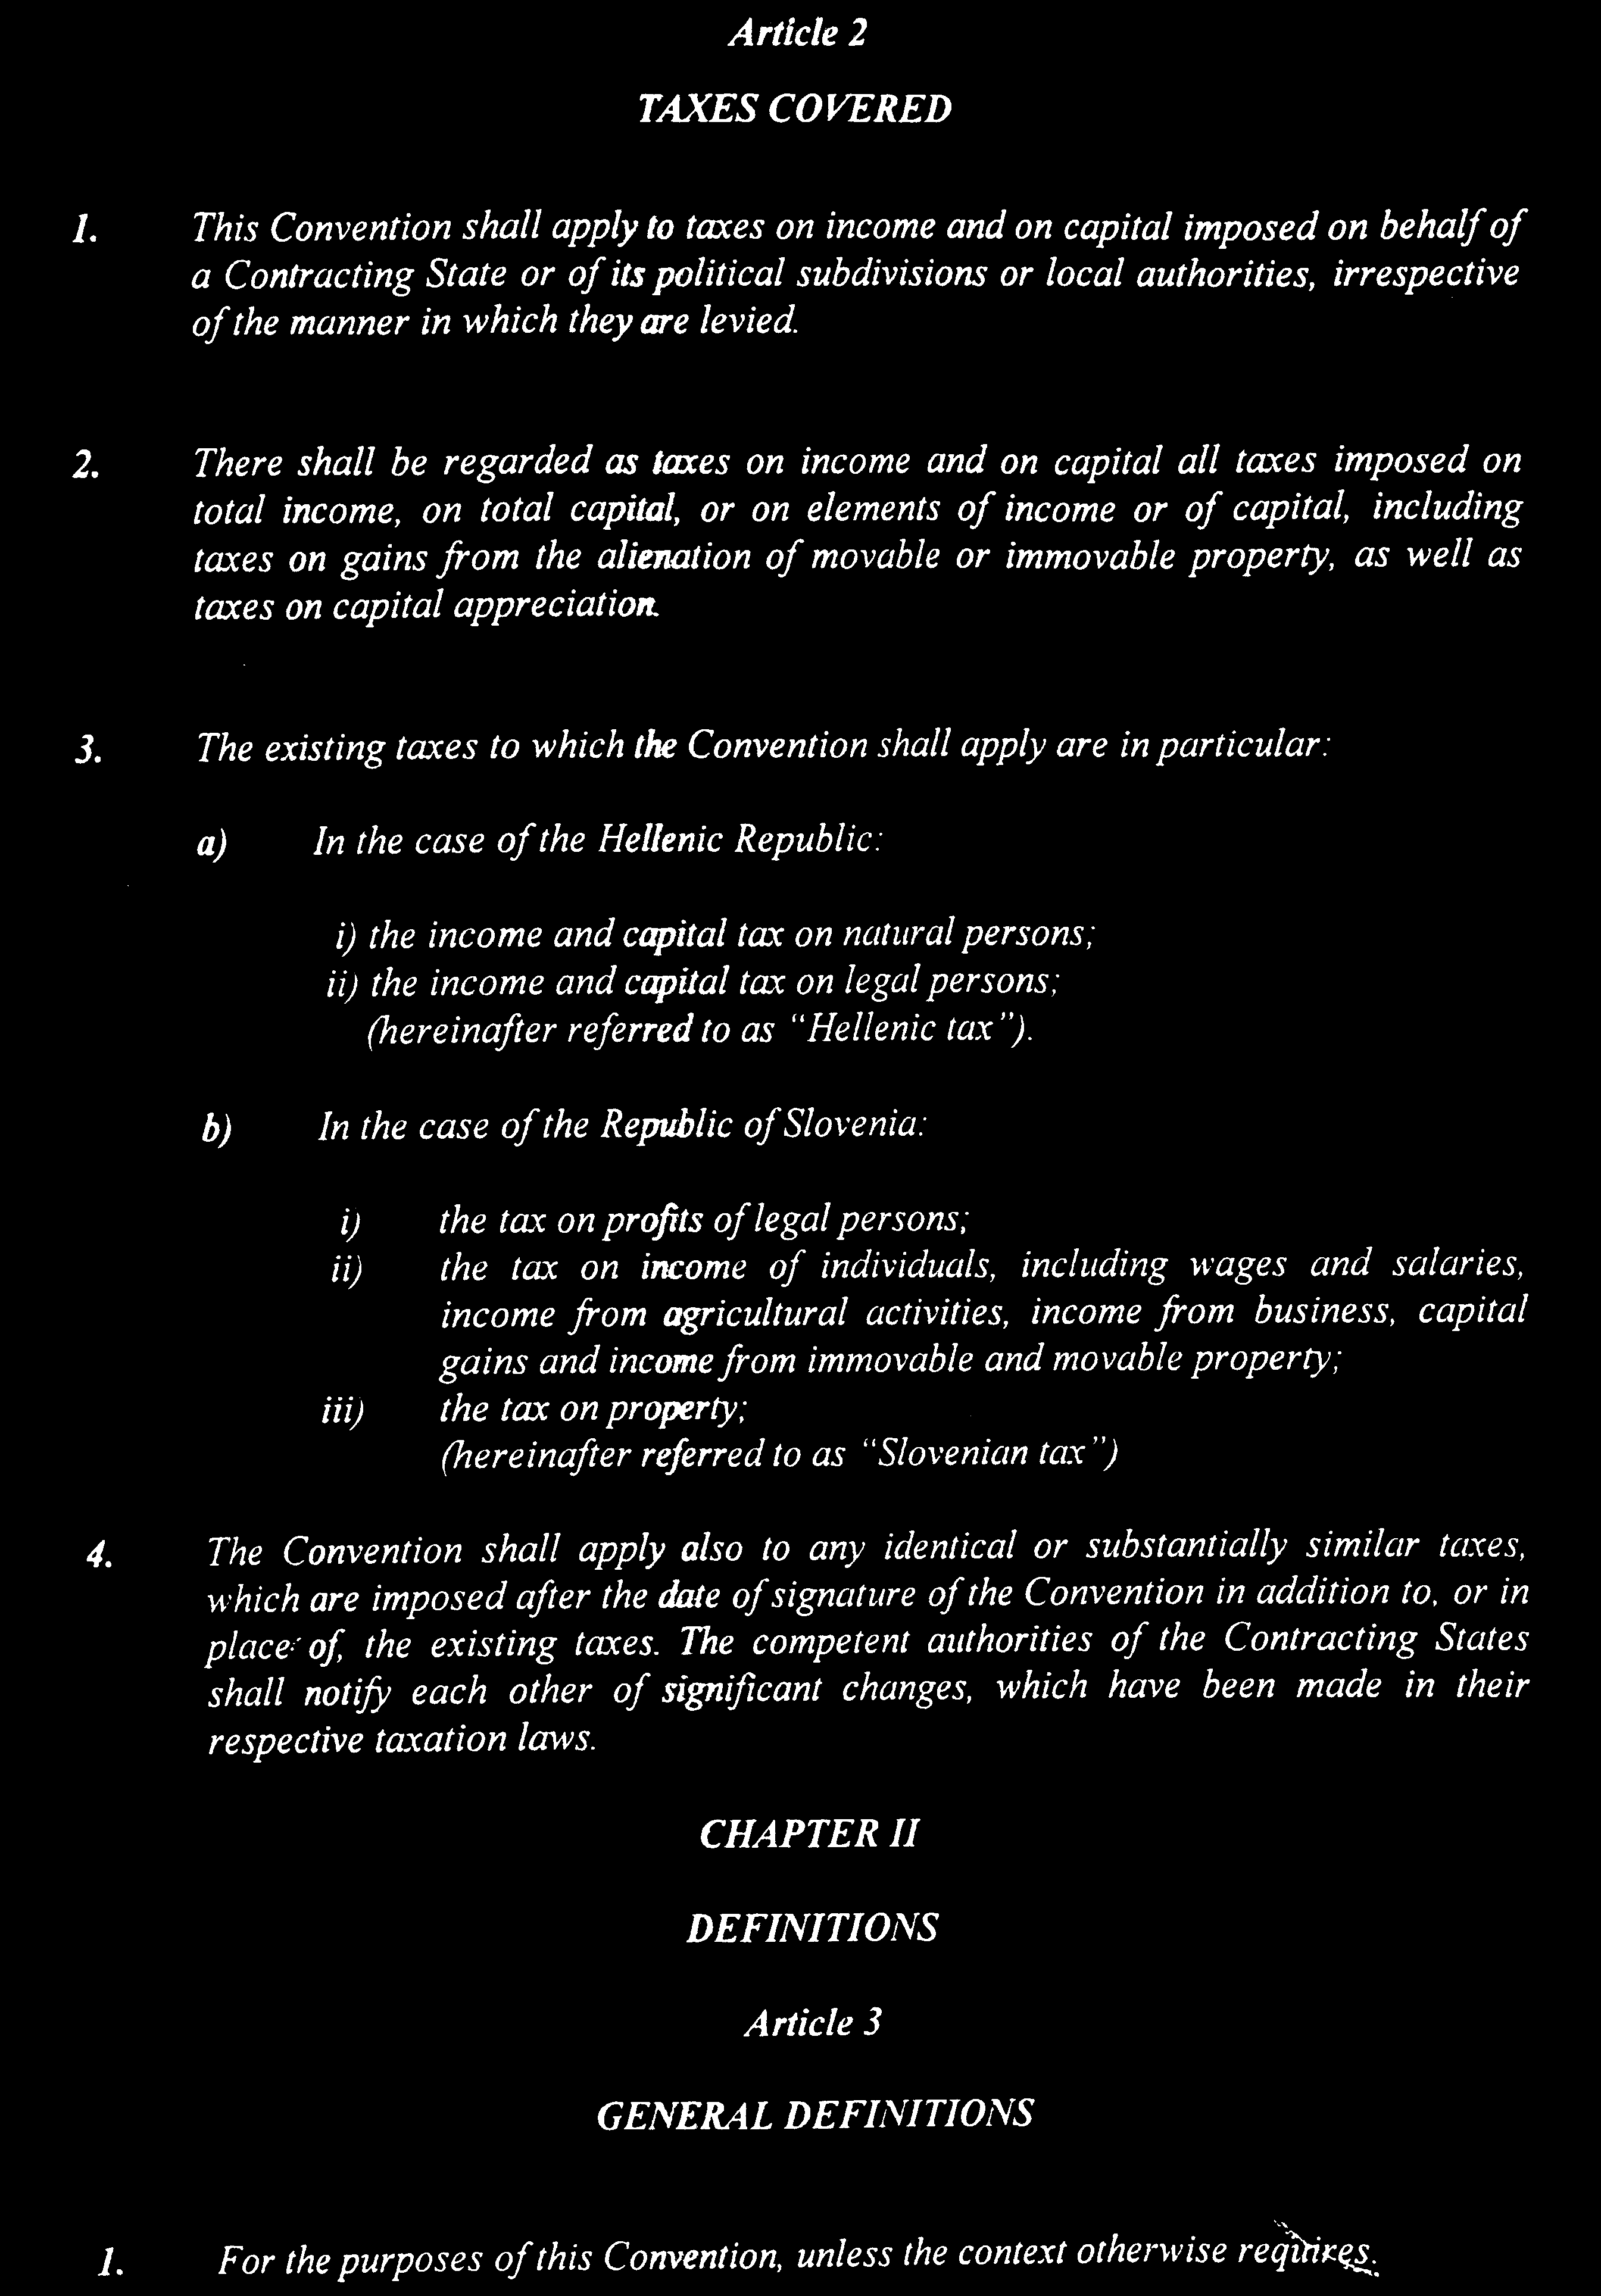 Article 2
TAXES COVERED
1. This Convention shall apply to taxes on income and on capital imposed on behalf of
a Contracting State or of its political subdivisions or local authorities, irrespective
of the manner in which they are levied.
2. There shall be regarded as taxes on income and on capital all taxes imposed on
total income, on total capital, or on elements of income or of capital, including
taxes on gains from the alienation of movable or immovable property, as well as
taxes on capital appreciation.
3. The existing taxes to which the Convention shall apply are in particular:
a) In the case of the Hellenic Republic:
i) the income and capital tax on natural persons;
ii) the income and capital tax on legal persons;
(hereinafter referred to as “Hellenic tax”).
b) In the case of the Republic of Slovenia:
i) the tax on profits of legal persons;
ii) the tax on income of individuals, including wages and salaries,
income from agricultural activities, income from business, capital
gains and income from immovable and movable property;
iii) the tax on property;
(hereinafter referred to as “Slovenian tax”)
4. The Convention shall apply also to any identical or substantially similar taxes,
which are imposed after the date of signature of the Convention in addition to, or in
place of, the existing taxes. The competent authorities of the Contracting States
shall notify each other of significant changes, which have been made in their
respective taxation laws.
CHAPTER II
DEFINITIONS
Article 3
GENERAL DEFINITIONS
1. For the purposes of this Convention, unless the context otherwise requires.